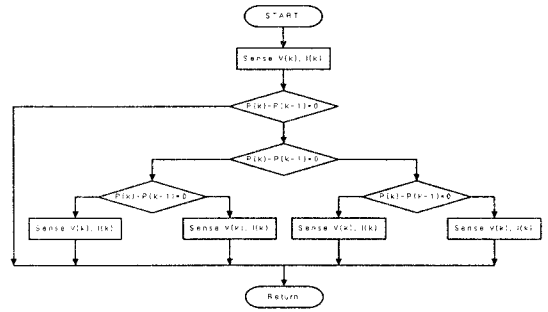 START
Sense V(k), I(k)
P(k)-P(k-1)=0
P(k)-P(k-1)=0
P(k)-P(k-1)=0
P(k)-P(k-1)=0
Sense V(k), I(k)
Sense V(k), I(k)
Sense V(k), I(k)
Sense V(k), I(k)
Return